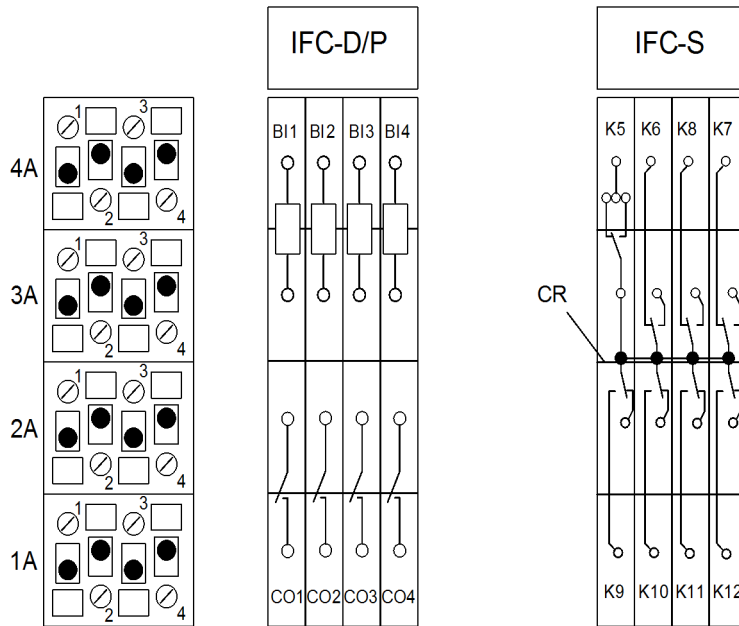 IFC-D/P
IFC-S
1 3
4A
2 4
1 3
3A
2 4
1 3
2A
2 4
1 3
1A
2 4
BI1 BI2 BI3 BI4
CO1 CO2 CO3 CO4
K5 K6 K8 K7
CR
K9 K10 K11 K12